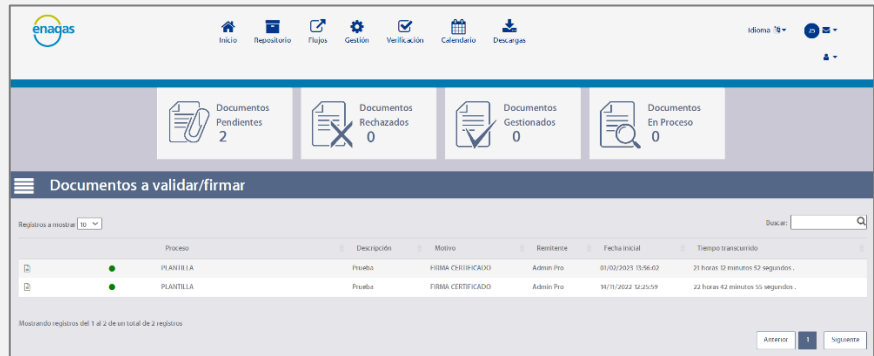 enagas
Inicio Repositorio Flujos Gestión Verificación Calendario Descargas
Idioma
25
Documentos Pendientes 2
Documentos Rechazados 0
Documentos Gestionados 0
Documentos En Proceso 0
Documentos a validar/firmar
Registros a mostrar 10
Buscar:
Proceso Descripción Motivo Remitente Fecha inicial Tiempo transcurrido
PLANTILLA Prueba FIRMA CERTIFICADO Admin Pro 01/02/2023 13:56:02 21 horas 12 minutos 52 segundos .
PLANTILLA Prueba FIRMA CERTIFICADO Admin Pro 14/11/2022 12:25:59 22 horas 42 minutos 55 segundos .
Mostrando registros del 1 al 2 de un total de 2 registros
Anterior 1 Siguiente